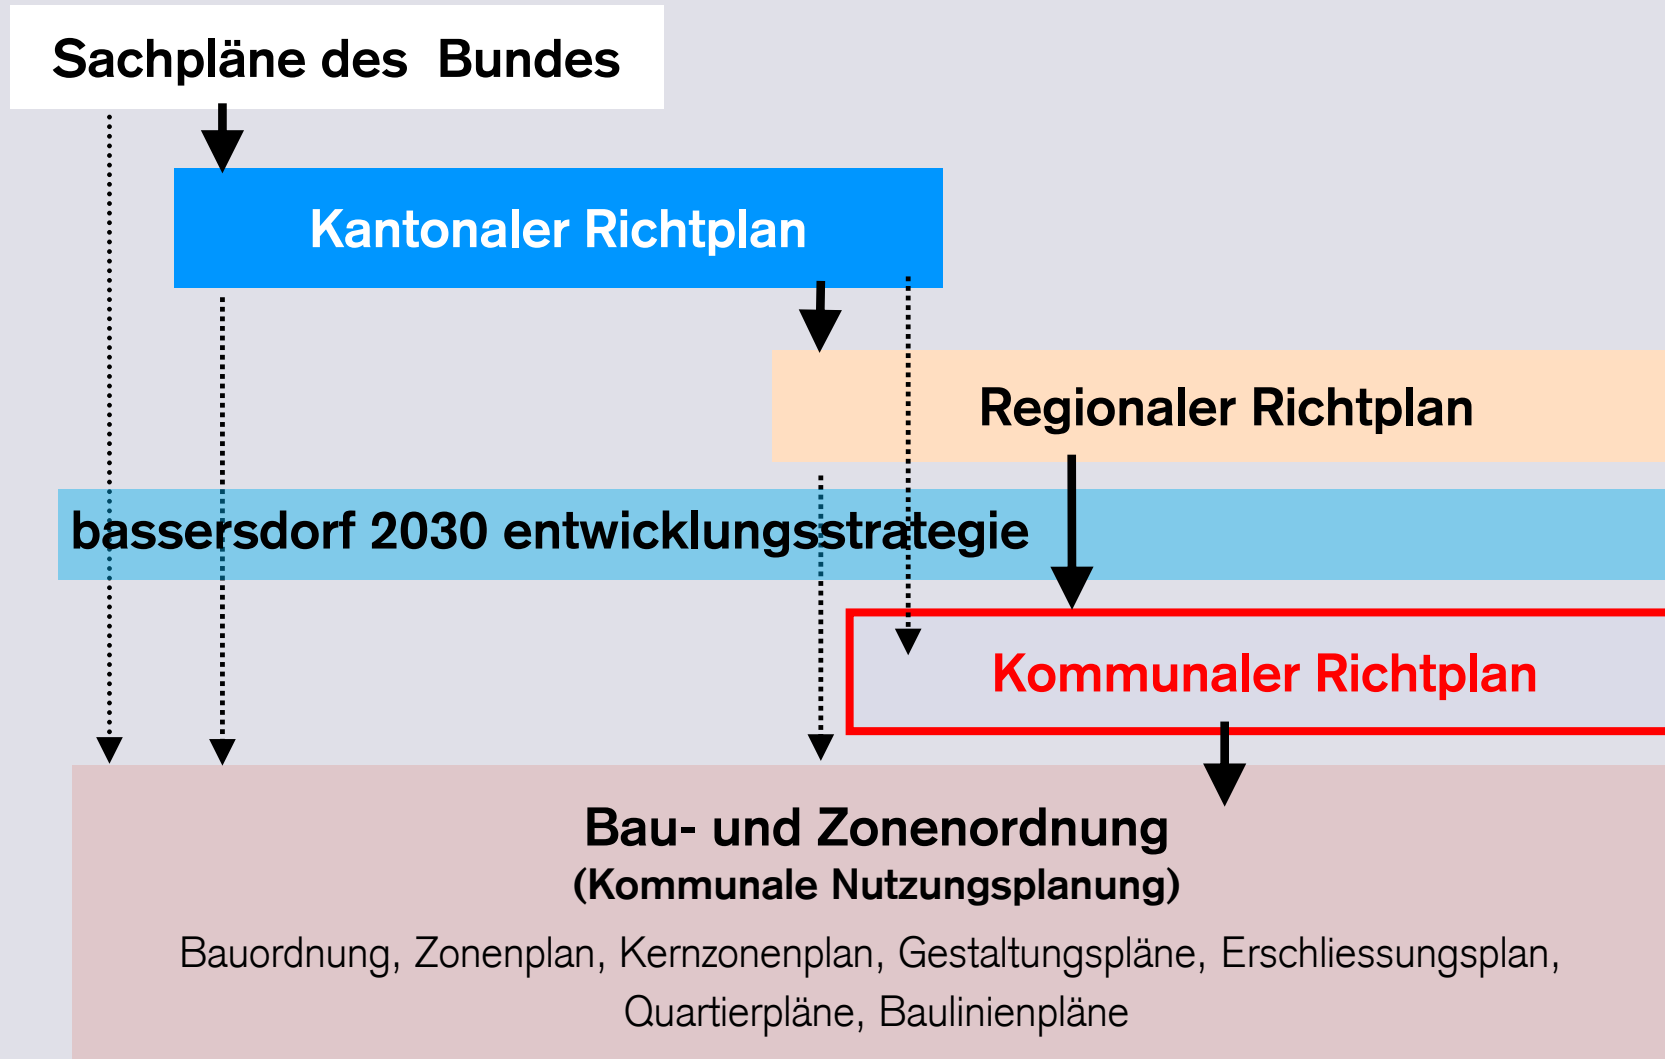 Sachpläne des Bundes
Kantonaler Richtplan
Regionaler Richtplan
bassersdorf 2030 entwicklungsstrategie
Kommunaler Richtplan
Bau- und Zonenordnung
(Kommunale Nutzungsplanung)
Bauordnung, Zonenplan, Kernzonenplan, Gestaltungspläne, Erschliessungsplan,
Quartierpläne, Baulinienpläne